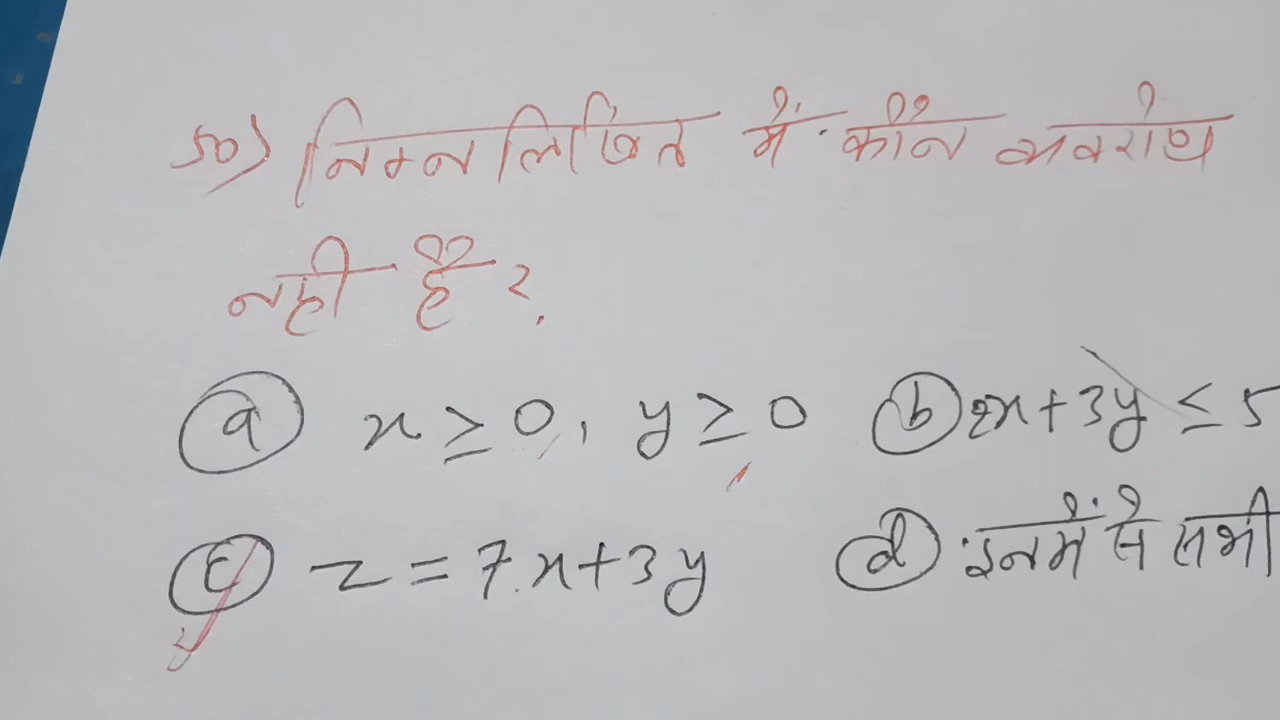 50) निम्नलिखित में कौन अवरोध
नहीं है?
(a) x ≥ 0, y ≥ 0 (b) 2x+3y ≤ 5
(c) z = 7x+3y (d) इनमें से सभी